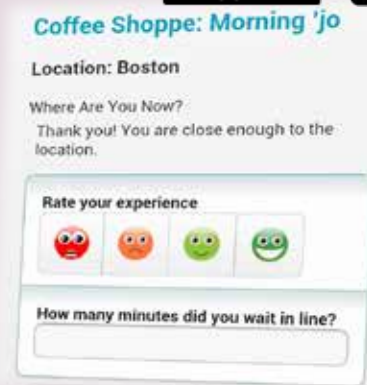 Coffee Shoppe: Morning 'jo
Location: Boston
Where Are You Now?
Thank you! You are close enough to the
location.
Rate your experience
How many minutes did you wait in line?